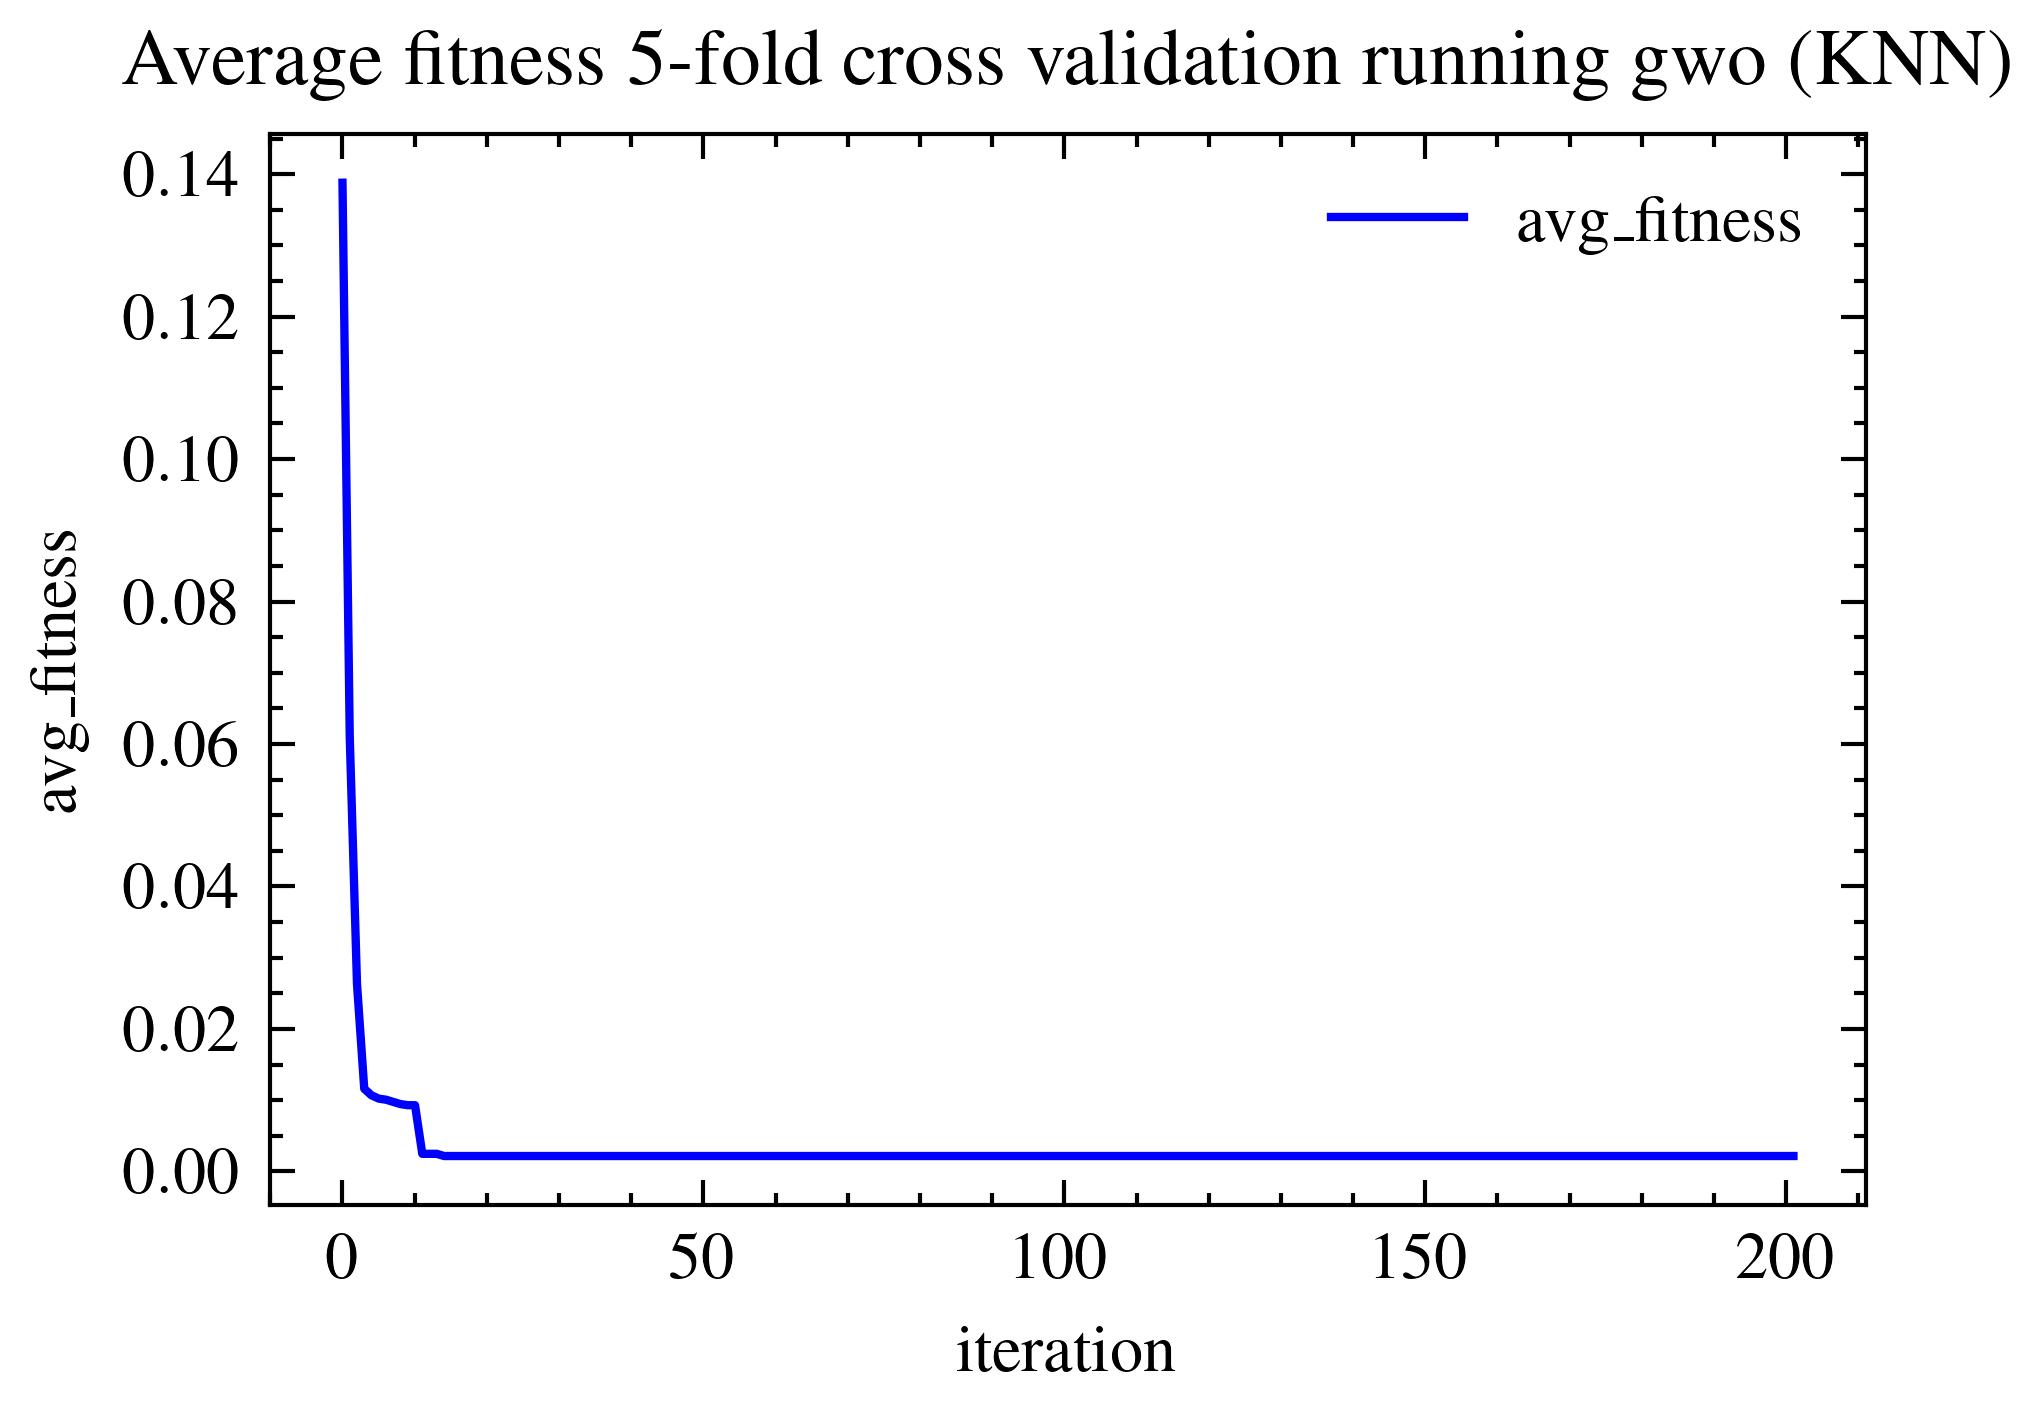 Average fitness 5-fold cross validation running gwo (KNN)
avg_fitness
0.14
0.12
0.10
0.08
0.06
0.04
0.02
0.00
avg_fitness
0 50 100 150 200
iteration